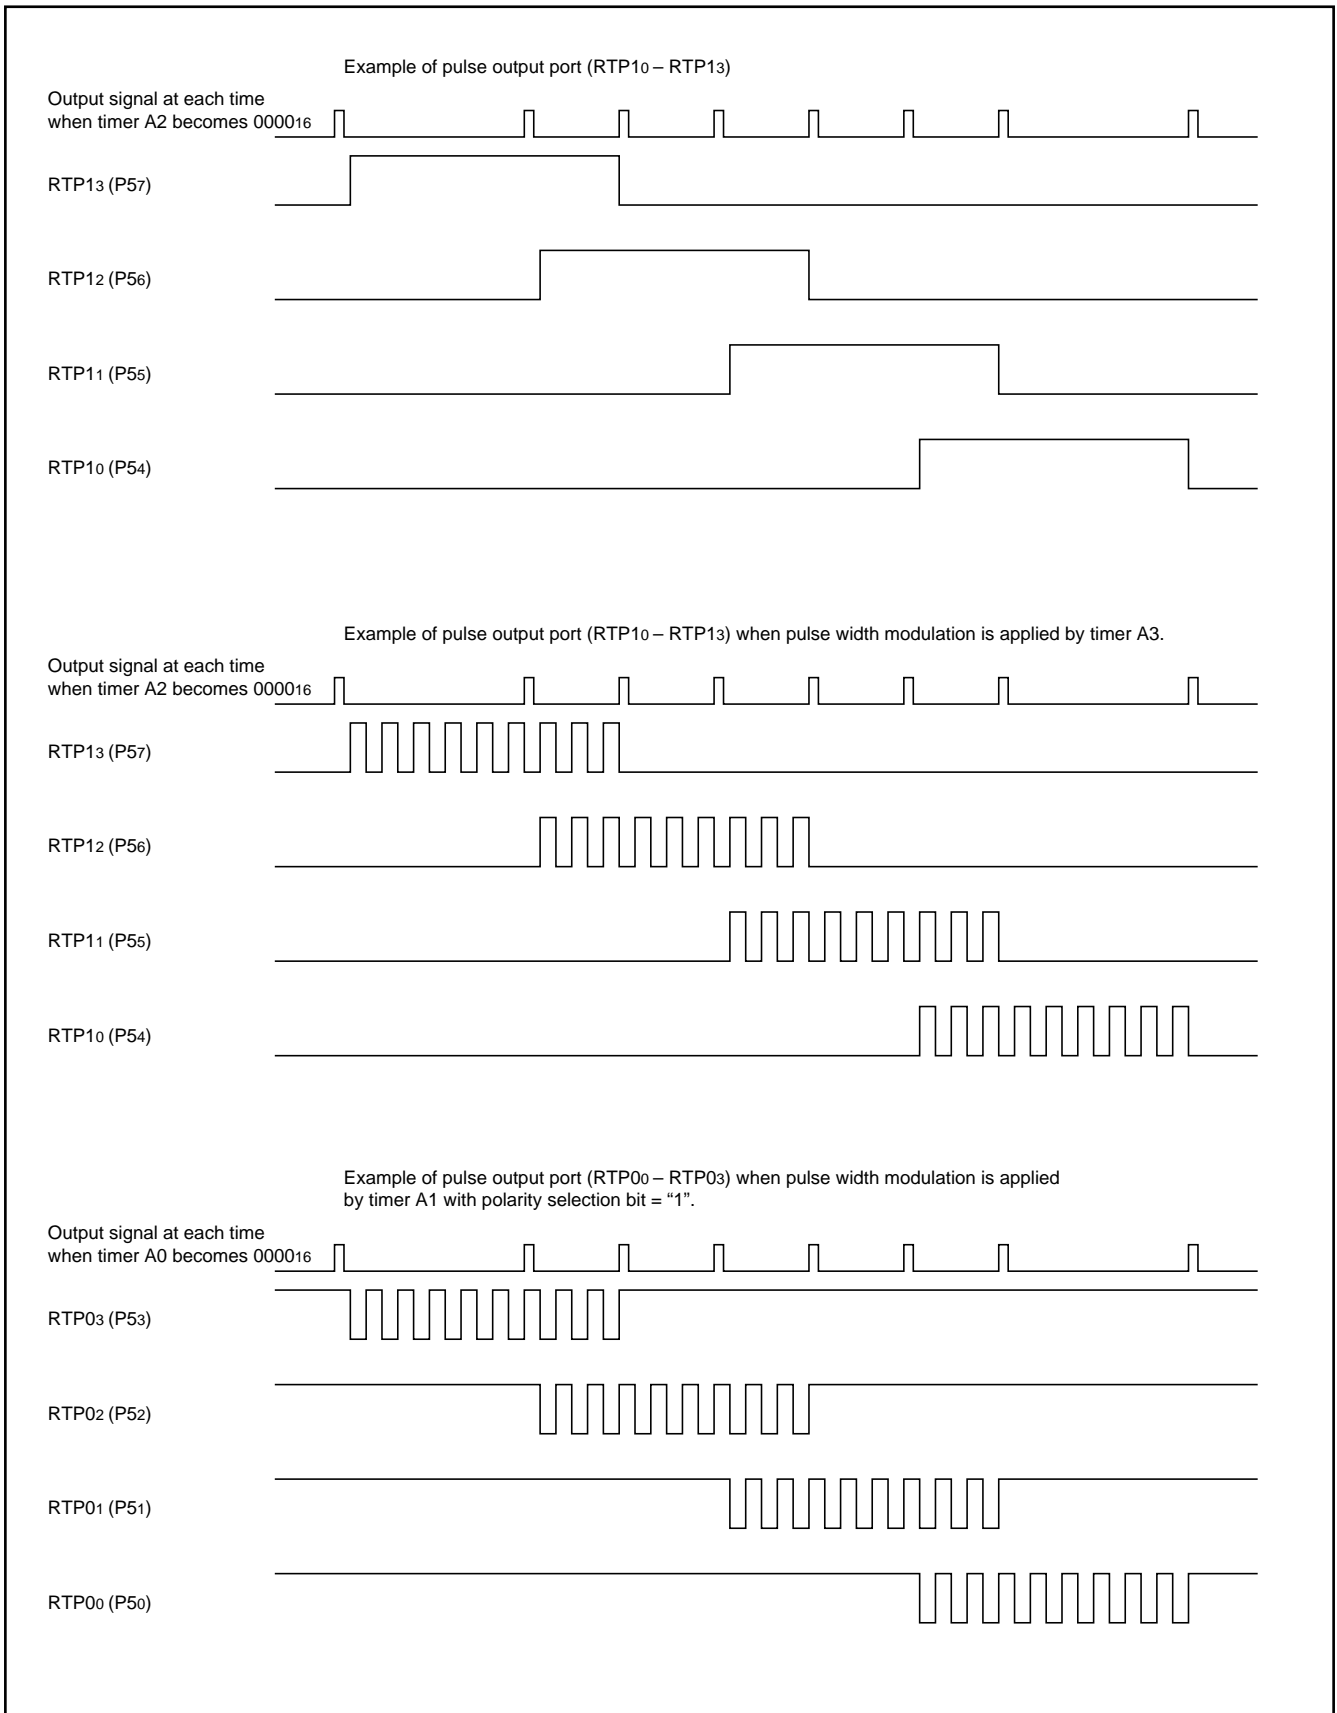 Example of pulse output port (RTP10 – RTP13)
Output signal at each time
when timer A2 becomes 000016
RTP13 (P57)
RTP12 (P56)
RTP11 (P55)
RTP10 (P54)
Example of pulse output port (RTP10 – RTP13) when pulse width modulation is applied by timer A3.
Output signal at each time
when timer A2 becomes 000016
RTP13 (P57)
RTP12 (P56)
RTP11 (P55)
RTP10 (P54)
Example of pulse output port (RTP00 – RTP03) when pulse width modulation is applied
by timer A1 with polarity selection bit = “1”.
Output signal at each time
when timer A0 becomes 000016
RTP03 (P53)
RTP02 (P52)
RTP01 (P51)
RTP00 (P50)